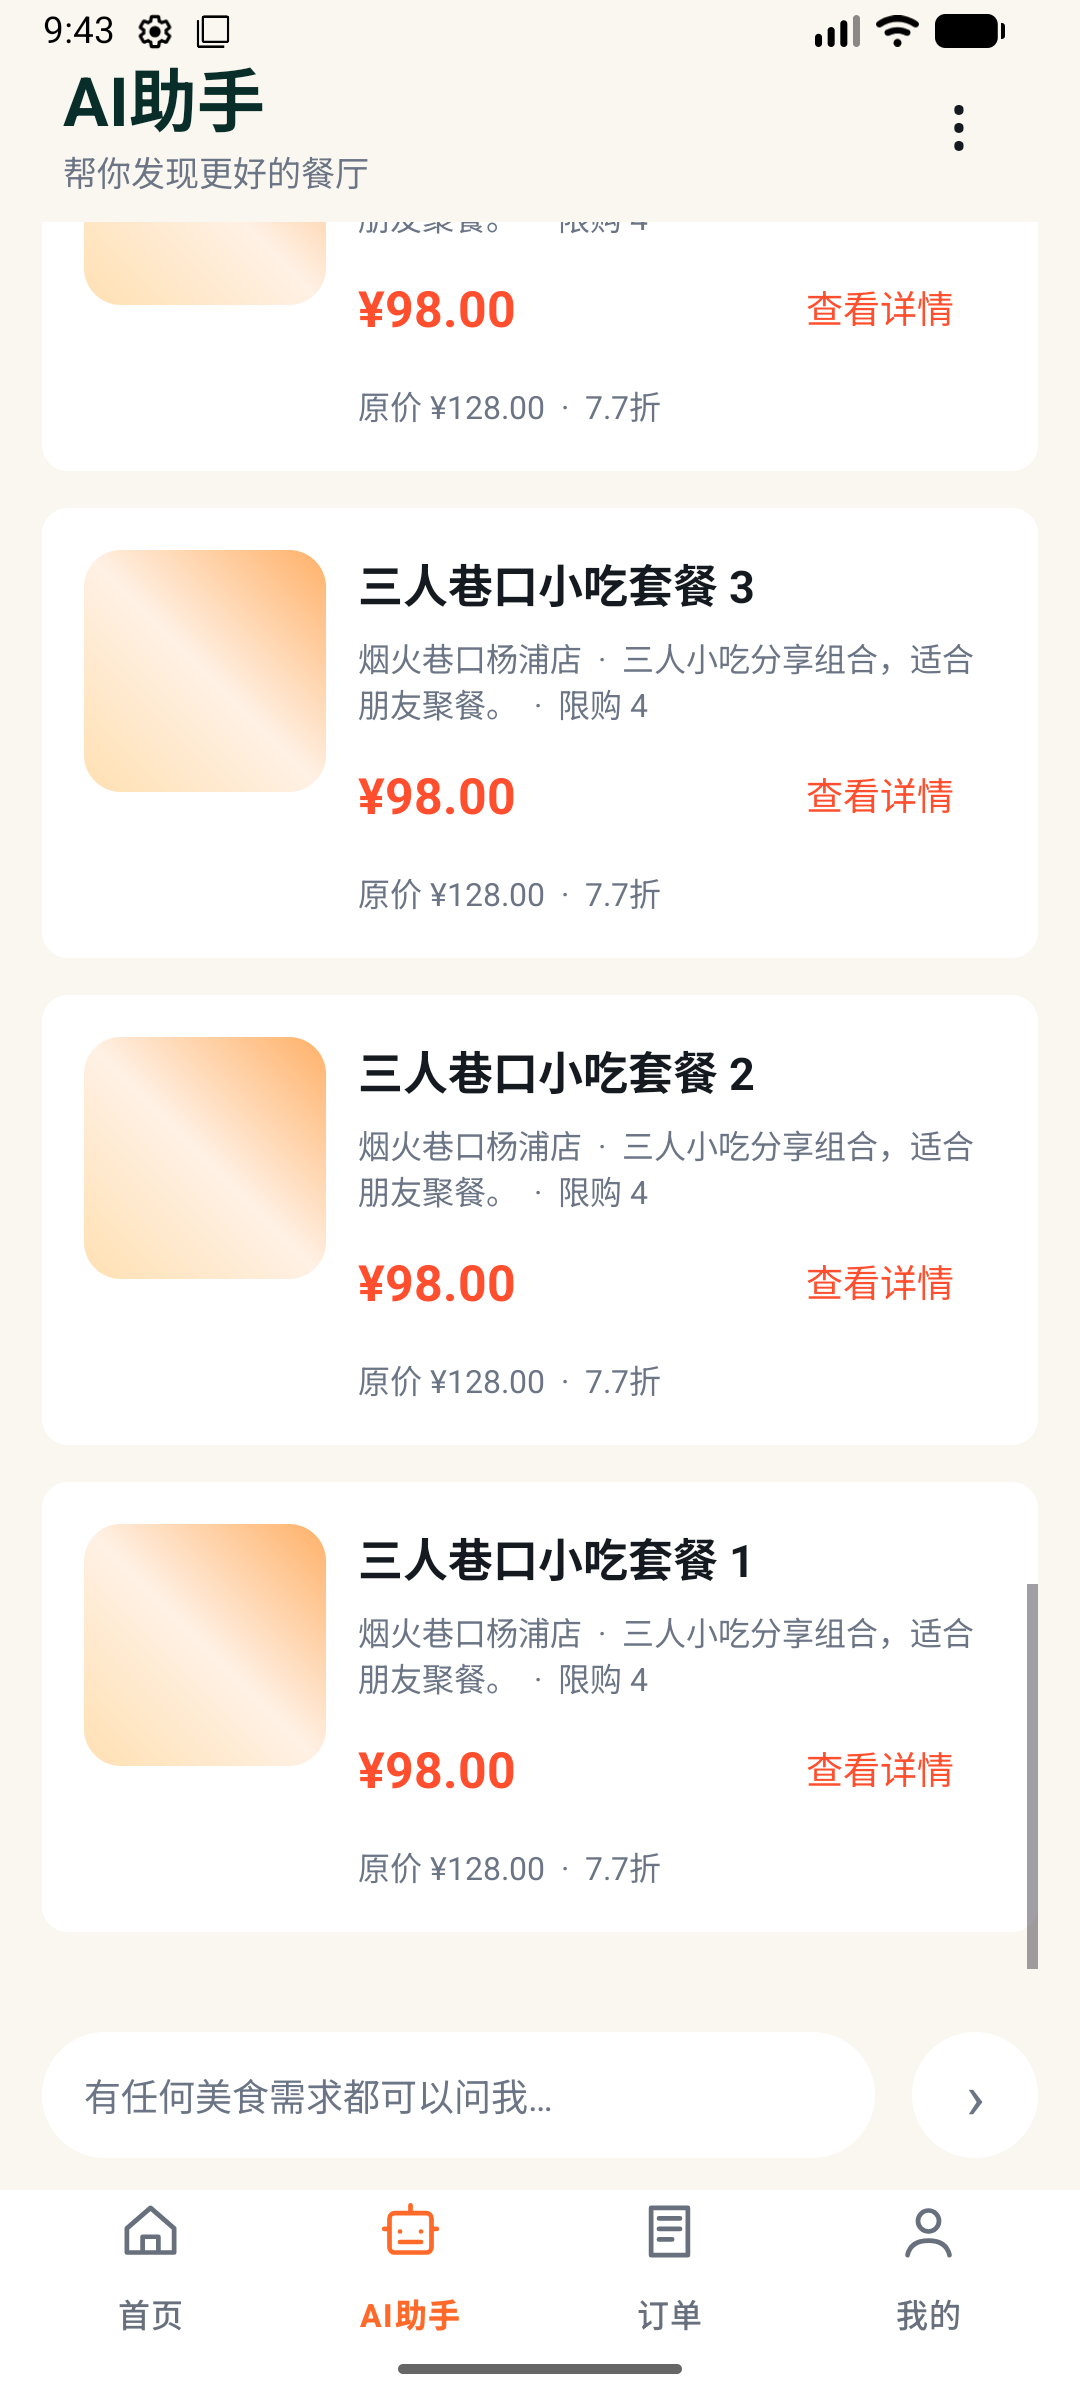 9:43
AI助手
帮你发现更好的餐厅
朋友聚餐。 · 限购 4
¥98.00
查看详情
原价 ¥128.00 · 7.7折
三人巷口小吃套餐 3
烟火巷口杨浦店 · 三人小吃分享组合，适合
朋友聚餐。 · 限购 4
¥98.00
查看详情
原价 ¥128.00 · 7.7折
三人巷口小吃套餐 2
烟火巷口杨浦店 · 三人小吃分享组合，适合
朋友聚餐。 · 限购 4
¥98.00
查看详情
原价 ¥128.00 · 7.7折
三人巷口小吃套餐 1
烟火巷口杨浦店 · 三人小吃分享组合，适合
朋友聚餐。 · 限购 4
¥98.00
查看详情
原价 ¥128.00 · 7.7折
有任何美食需求都可以问我...
首页
AI助手
订单
我的